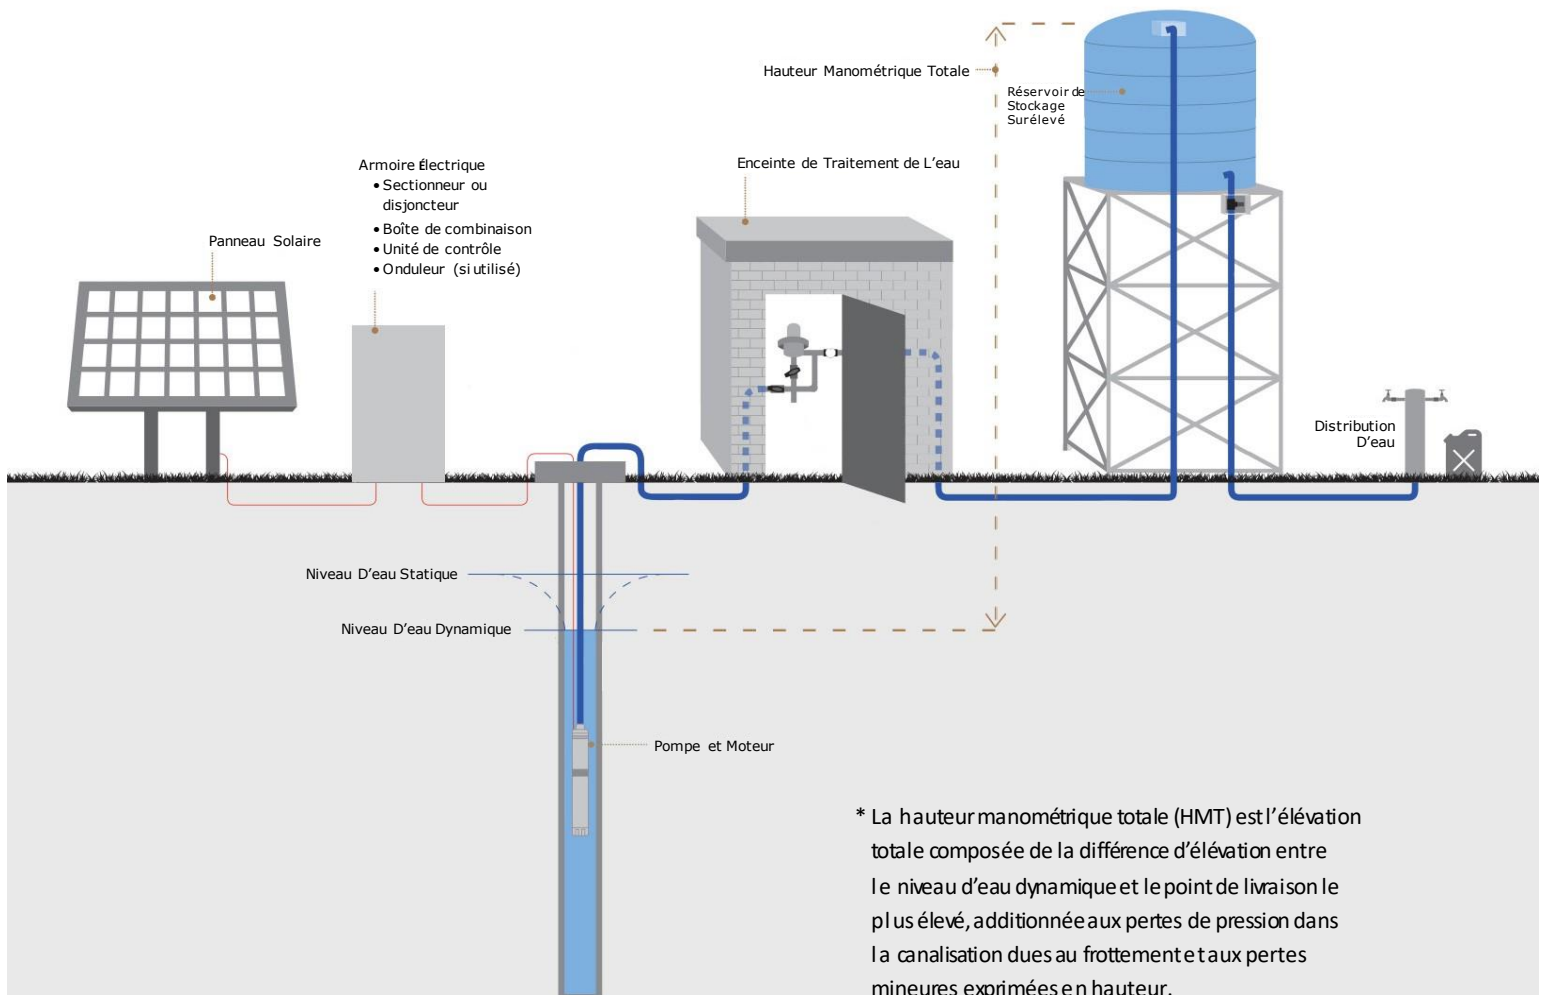 Hauteur Manométrique Totale
Réservoir de
Stockage
Surélevé
Armoire Électrique
• Sectionneur ou
disjoncteur
• Boîte de combinaison
• Unité de contrôle
• Onduleur (si utilisé)
Enceinte de Traitement de L’eau
Panneau Solaire
Distribution
D’eau
Niveau D’eau Statique
Niveau D’eau Dynamique
Pompe et Moteur
* La hauteur manométrique totale (HMT) est l’élévation
totale composée de la différence d’élévation entre
le niveau d’eau dynamique et le point de livraison le
plus élevé, additionnée aux pertes de pression dans
la canalisation dues au frottement et aux pertes
mineures exprimées en hauteur.